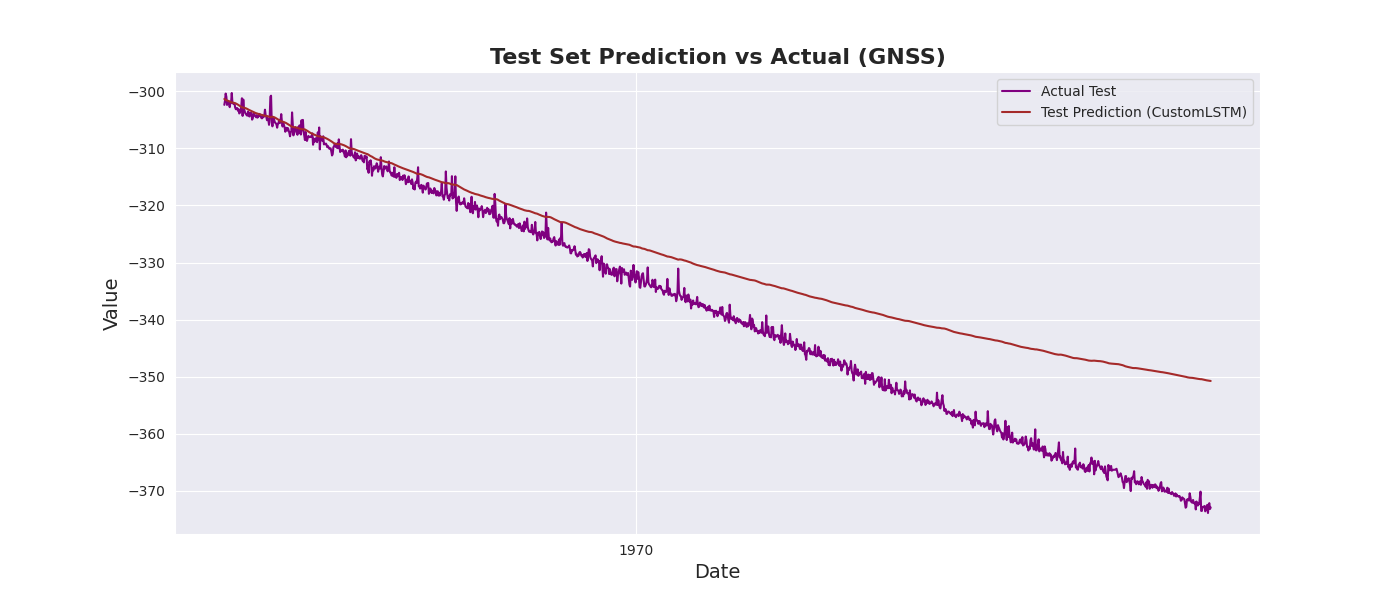 Test Set Prediction vs Actual (GNSS)
Actual Test
Test Prediction (CustomLSTM)
Value
−300
−310
−320
−330
−340
−350
−360
−370
1970
Date